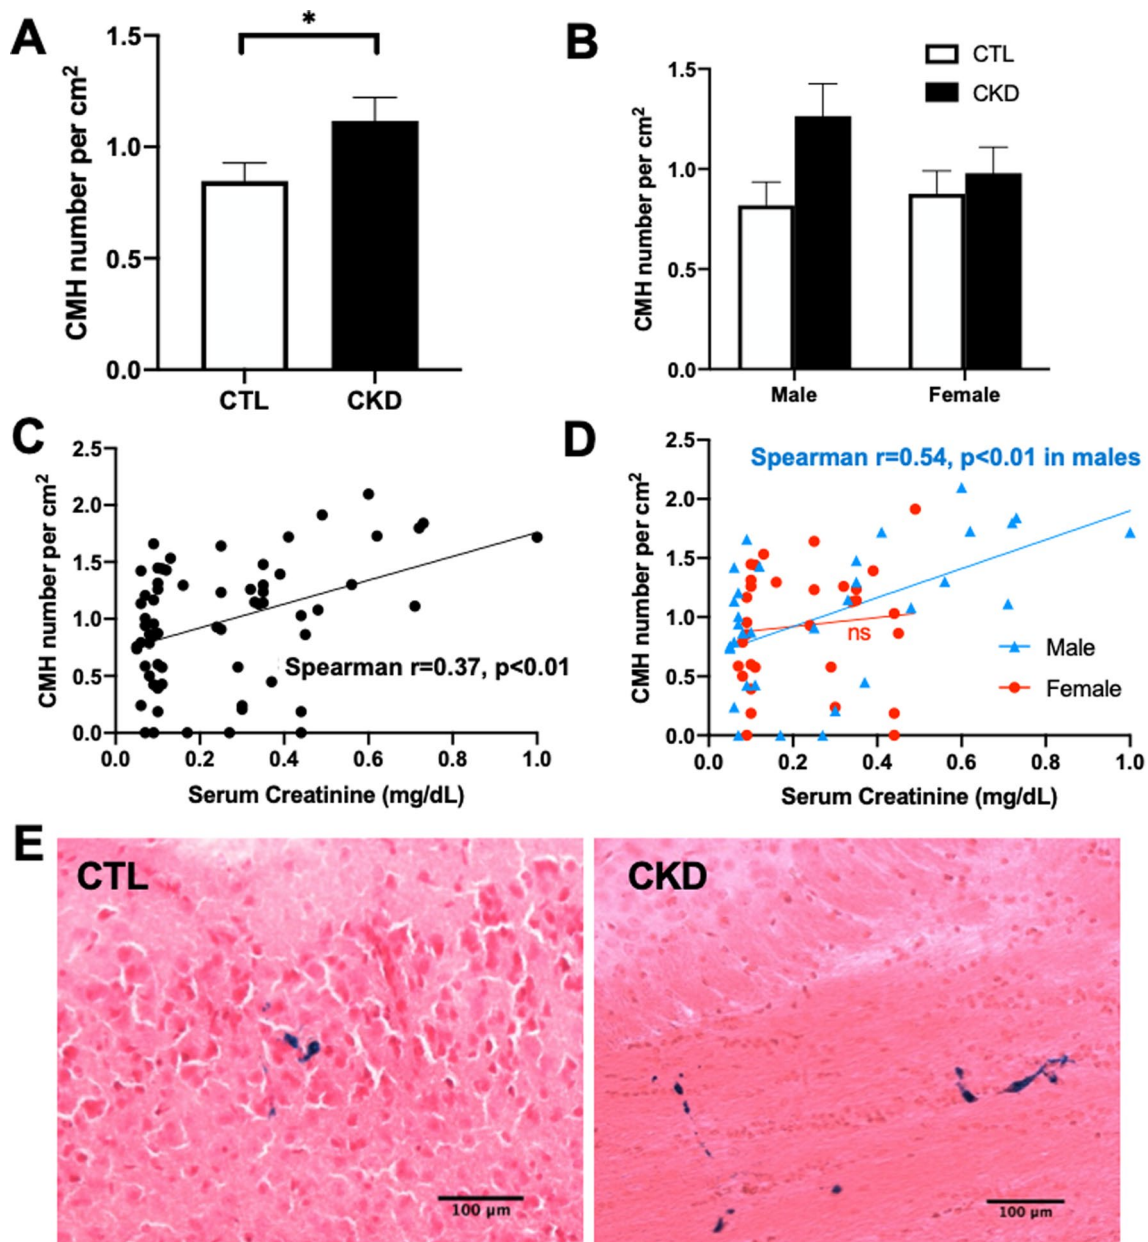 A
CMH number per cm²
1.5
1.0
0.5
0.0
*
CTL
CKD
B
CMH number per cm²
1.5
1.0
0.5
0.0
CTL
CKD
Male
Female
C
CMH number per cm²
2.5
2.0
1.5
1.0
0.5
0.0
Spearman r=0.37, p<0.01
0.0 0.2 0.4 0.6 0.8 1.0
Serum Creatinine (mg/dL)
D
CMH number per cm²
2.5
2.0
1.5
1.0
0.5
0.0
Spearman r=0.54, p<0.01 in males
ns
Male
Female
0.0 0.2 0.4 0.6 0.8 1.0
Serum Creatinine (mg/dL)
E
CTL
100 µm
CKD
100 µm